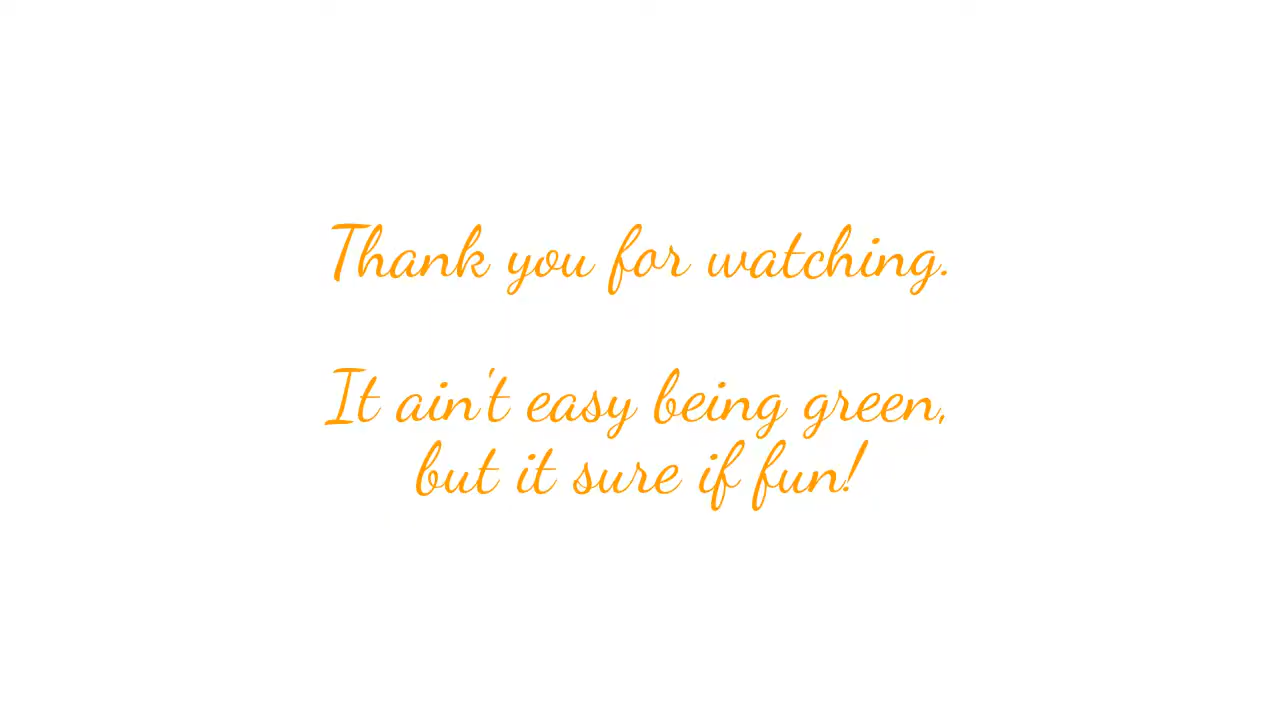 Thank you for watching.
It ain't easy being green,
but it sure if fun!